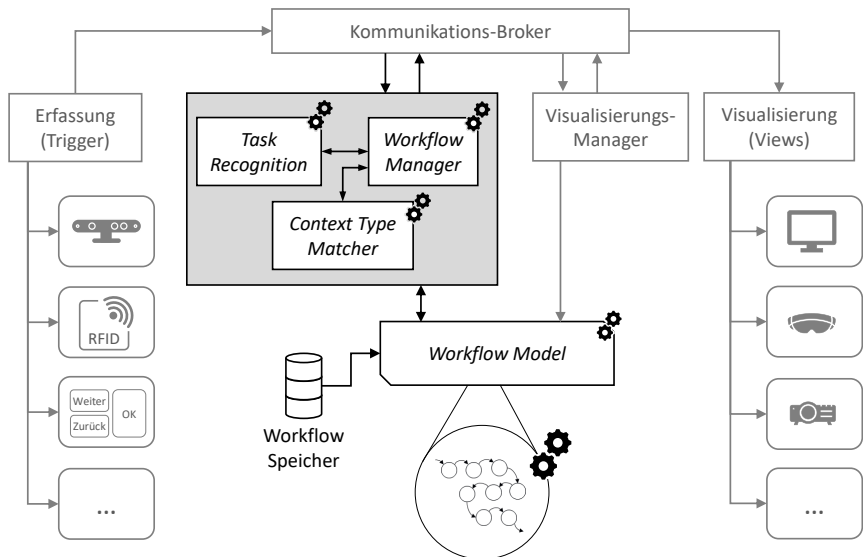 Kommunikations-Broker
Erfassung
(Trigger)
Task
Recognition
Workflow
Manager
Context Type
Matcher
Visualisierungs-
Manager
Visualisierung
(Views)
RFID
Weiter
Zurück
OK
...
Workflow Model
Workflow
Speicher
...